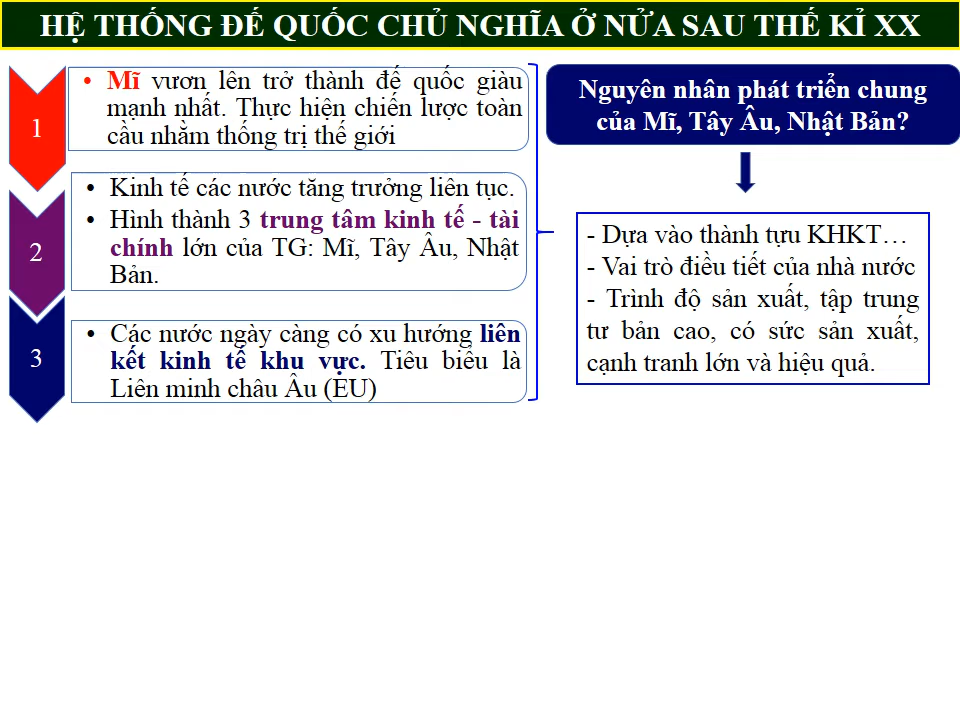 HỆ THỐNG ĐẾ QUỐC CHỦ NGHĨA Ở NỬA SAU THẾ KỈ XX
1
• Mĩ vươn lên trở thành đế quốc giàu
mạnh nhất. Thực hiện chiến lược toàn
cầu nhằm thống trị thế giới
2
• Kinh tế các nước tăng trưởng liên tục.
• Hình thành 3 trung tâm kinh tế - tài
chính lớn của TG: Mĩ, Tây Âu, Nhật
Bản.
3
• Các nước ngày càng có xu hướng liên
kết kinh tế khu vực. Tiêu biểu là
Liên minh châu Âu (EU)
Nguyên nhân phát triển chung
của Mĩ, Tây Âu, Nhật Bản?
- Dựa vào thành tựu KHKT…
- Vai trò điều tiết của nhà nước
- Trình độ sản xuất, tập trung
tư bản cao, có sức sản xuất,
cạnh tranh lớn và hiệu quả.